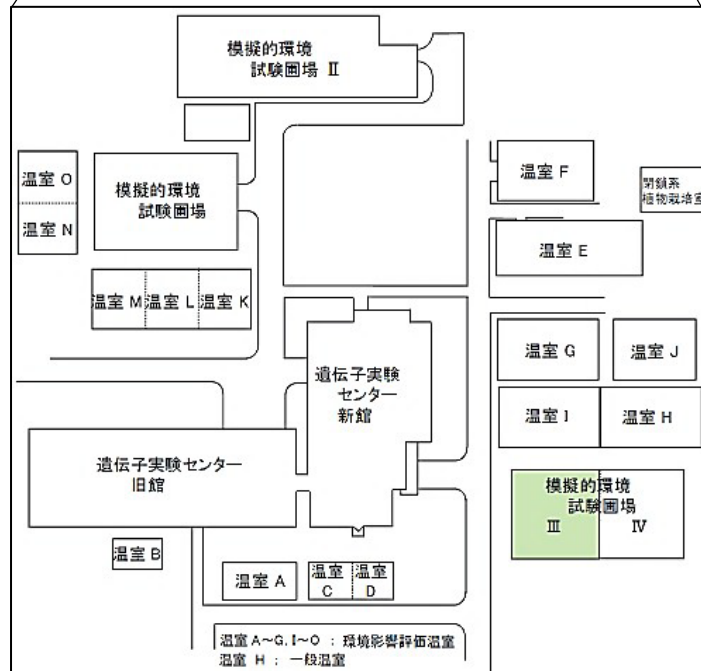 模擬的環境
試験圃場 Ⅱ
温室 O
温室 N
模擬的環境
試験圃場
温室 F
閉鎖系
植物栽培室
温室 E
温室 M
温室 L
温室 K
遺伝子実験
センター
新館
温室 G
温室 J
温室 I
温室 H
遺伝子実験センター
旧館
模擬的環境
試験圃場
Ⅲ
Ⅳ
温室 B
温室 A
温室
C
温室
D
温室 A～G、I～O ： 環境影響評価温室
温室 H ： 一般温室